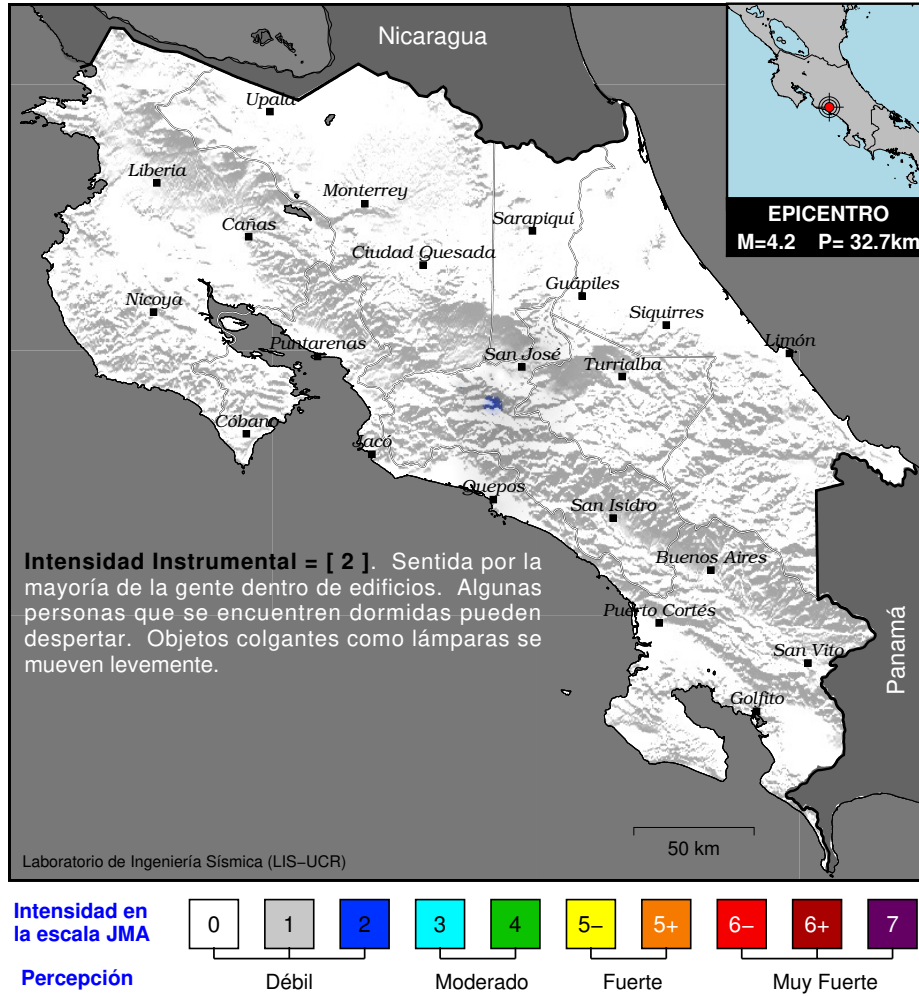 Nicaragua
Upala
Liberia
Monterrey
Cañas
Sarapiquí
EPICENTRO
M=4.2 P= 32.7km
Ciudad Quesada
Guápiles
Nicoya
Siquirres
Puntarenas
San José
Limón
Turrialba
Cóbano
Jacó
Quepos
San Isidro
Intensidad Instrumental = [ 2 ]. Sentida por la
mayoría de la gente dentro de edificios. Algunas
personas que se encuentren dormidas pueden
despertar. Objetos colgantes como lámparas se
mueven levemente.
Buenos Aires
Puerto Cortés
San Vito
Panamá
Golfito
50 km
Laboratorio de Ingeniería Sísmica (LIS−UCR)
Intensidad en
la escala JMA
0 1 2 3 4 5− 5+ 6− 6+ 7
Percepción
Débil Moderado Fuerte Muy Fuerte